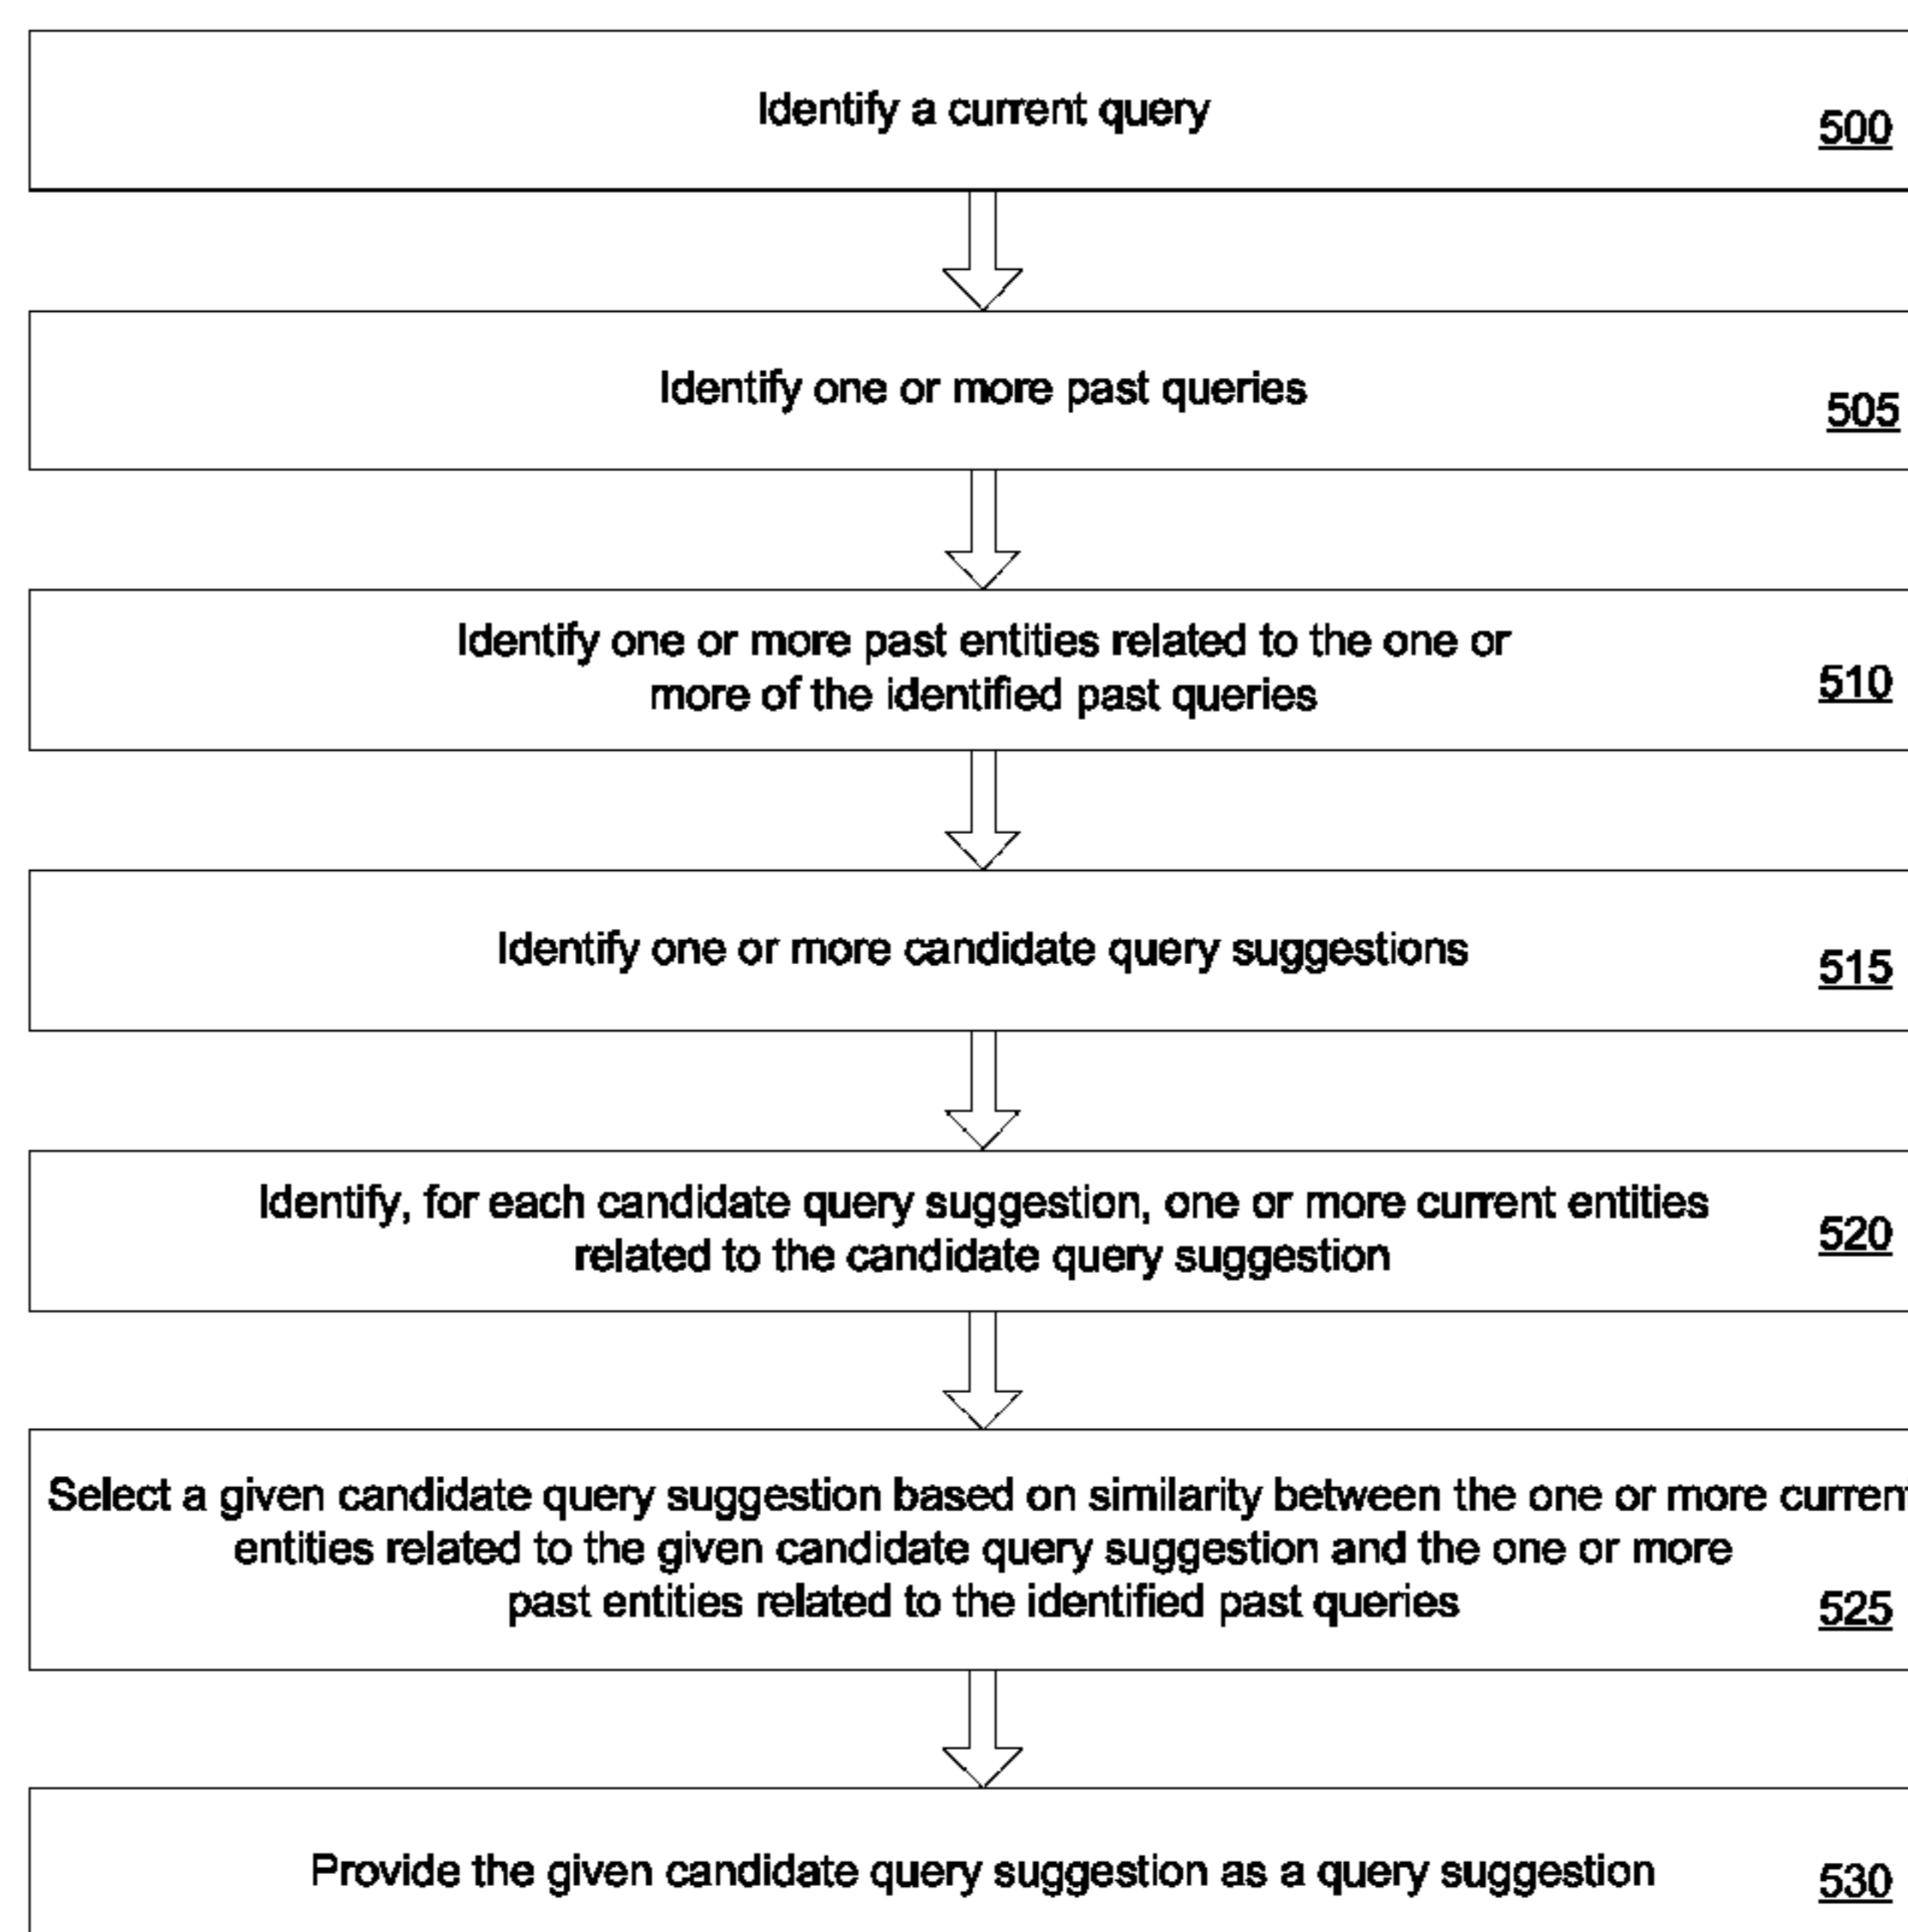 Identify a current query
500
Identify one or more past queries
505
Identify one or more past entities related to the one or
more of the identified past queries
510
Identify one or more candidate query suggestions
515
Identify, for each candidate query suggestion, one or more current entities
related to the candidate query suggestion
520
Select a given candidate query suggestion based on similarity between the one or more current
entities related to the given candidate query suggestion and the one or more
past entities related to the identified past queries
525
Provide the given candidate query suggestion as a query suggestion
530